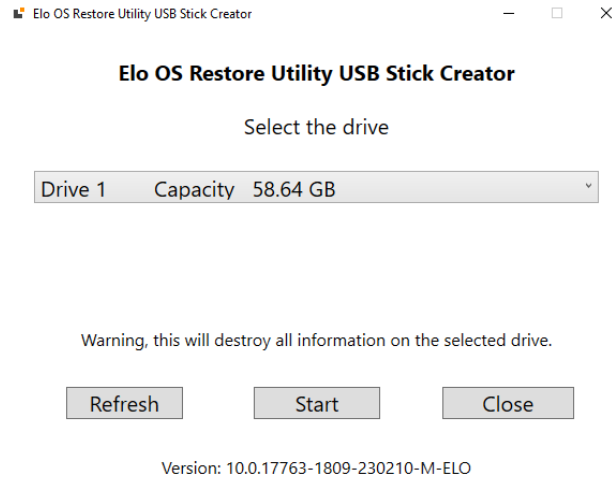 Elo OS Restore Utility USB Stick Creator
Elo OS Restore Utility USB Stick Creator
Select the drive
Drive 1 Capacity 58.64 GB
Warning, this will destroy all information on the selected drive.
Refresh Start Close
Version: 10.0.17763-1809-230210-M-ELO